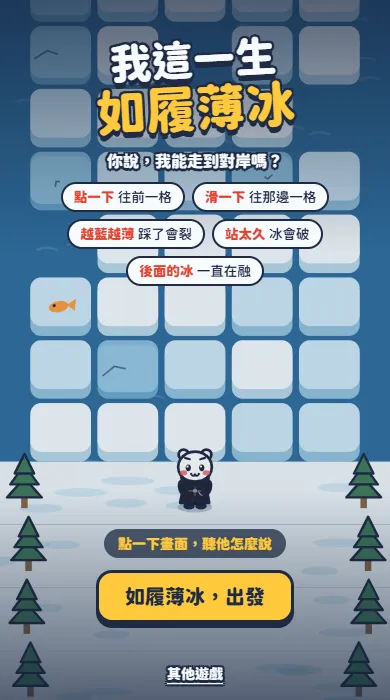 我這一生
如履薄冰
你說，我能走到對岸嗎？
點一下 往前一格
滑一下 往那邊一格
越藍越薄 踩了會裂
站太久 冰會破
後面的冰 一直在融
點一下畫面，聽他怎麼說
如履薄冰，出發
其他遊戲